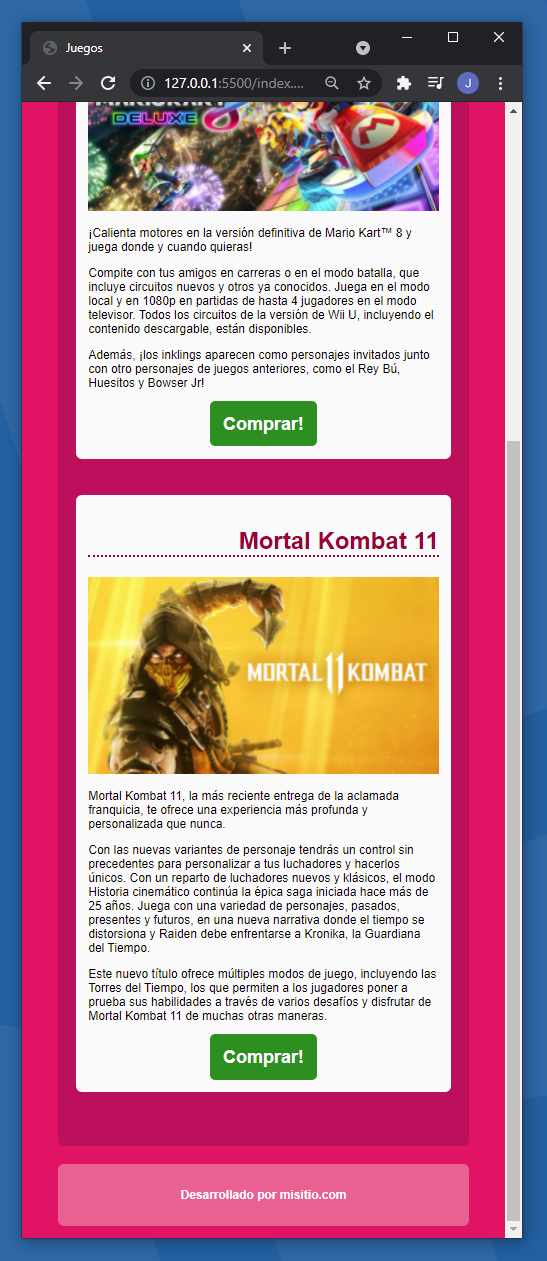 Juegos
127.0.0.1:5500/index....
J
MARIOKART
DELUXE 8
¡Calienta motores en la versión definitiva de Mario Kart™ 8 y
juega donde y cuando quieras!
Compite con tus amigos en carreras o en el modo batalla, que
incluye circuitos nuevos y otros ya conocidos. Juega en el modo
local y en 1080p en partidas de hasta 4 jugadores en el modo
televisor. Todos los circuitos de la versión de Wii U, incluyendo el
contenido descargable, están disponibles.
Además, ¡los inklings aparecen como personajes invitados junto
con otro personajes de juegos anteriores, como el Rey Bú,
Huesitos y Bowser Jr!
Comprar!
Mortal Kombat 11
MORTAL 11 KOMBAT
Mortal Kombat 11, la más reciente entrega de la aclamada
franquicia, te ofrece una experiencia más profunda y
personalizada que nunca.
Con las nuevas variantes de personaje tendrás un control sin
precedentes para personalizar a tus luchadores y hacerlos
únicos. Con un reparto de luchadores nuevos y klásicos, el modo
Historia cinemático continúa la épica saga iniciada hace más de
25 años. Juega con una variedad de personajes, pasados,
presentes y futuros, en una nueva narrativa donde el tiempo se
distorsiona y Raiden debe enfrentarse a Kronika, la Guardiana
del Tiempo.
Este nuevo título ofrece múltiples modos de juego, incluyendo las
Torres del Tiempo, los que permiten a los jugadores poner a
prueba sus habilidades a través de varios desafíos y disfrutar de
Mortal Kombat 11 de muchas otras maneras.
Comprar!
Desarrollado por misitio.com